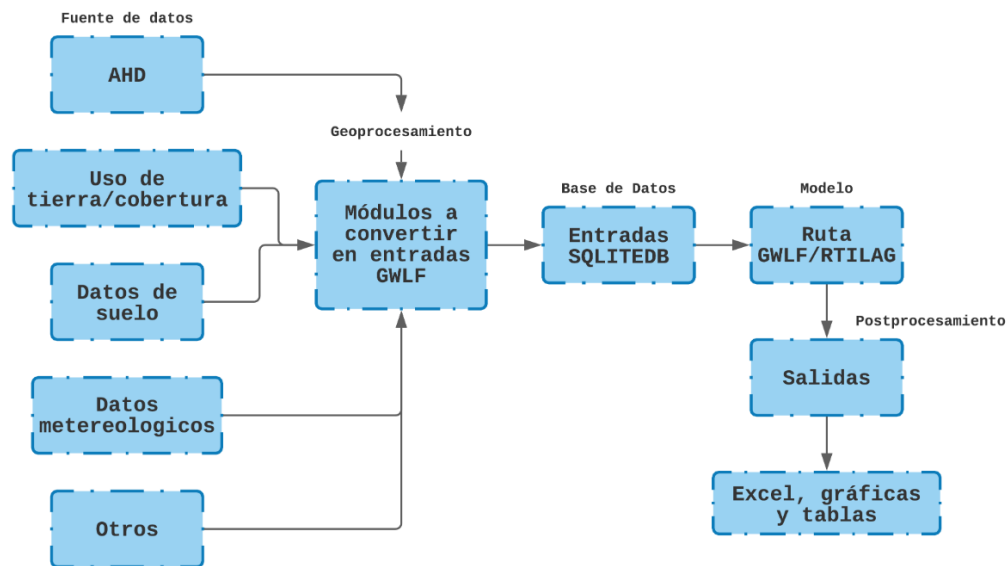 Fuente de datos
AHD
Uso de
tierra/cobertura
Datos de
suelo
Datos
metereologicos
Otros
Geoprocesamiento
Módulos a
convertir
en entradas
GWLF
Base de Datos
Entradas
SQLITEDB
Modelo
Ruta
GWLF/RTILAG
Postprocesamiento
Salidas
Excel, gráficas
y tablas